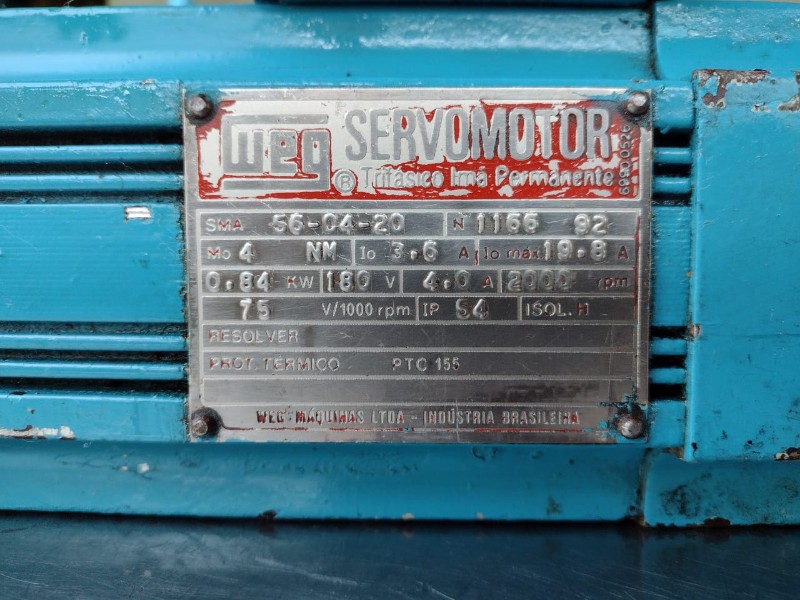 weg SERVOMOTOR
® Trifásico Imã Permanente
SMA 56-04-20 N 1166 92
Mo 4 NM Io 3.6 A Io máx 19.8 A
0.84 KW 180 V 4.0 A 2000 rpm
75 V/1000 rpm IP 54 ISOL. H
RESOLVER
PROT. TÉRMICO PTC 155
WEG MÁQUINAS LTDA - INDÚSTRIA BRASILEIRA